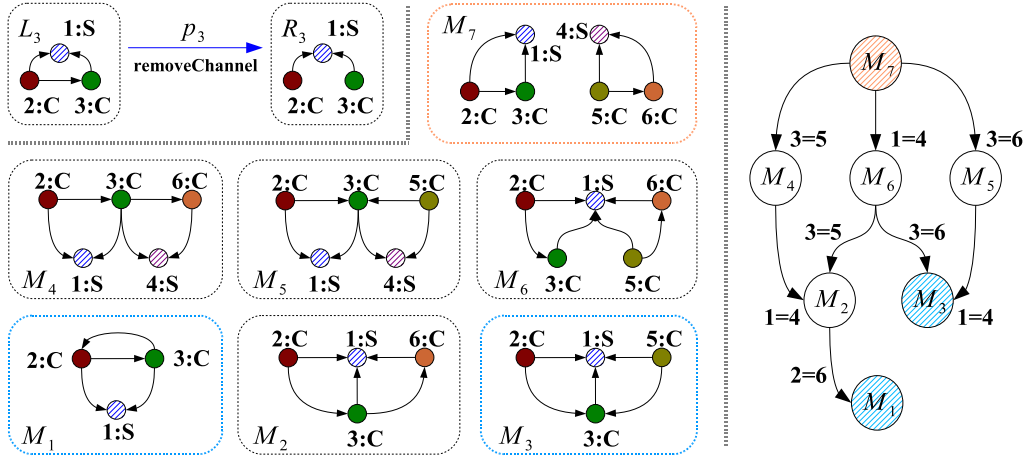 L3 1:S
p3
removeChannel
R3 1:S
2:C 3:C
2:C 3:C
M7
1:S
4:S
2:C 3:C 5:C 6:C
2:C 3:C 6:C
M4 1:S 4:S
2:C 3:C 5:C
M5 1:S 4:S
2:C 1:S 6:C
M6 3:C 5:C
2:C 3:C
M1 1:S
2:C 1:S 6:C
M2 3:C
2:C 1:S 5:C
M3 3:C
M7
3=5 1=4 3=6
M4 M6 M5
3=5 3=6
M2 M3
1=4 1=4
2=6
M1